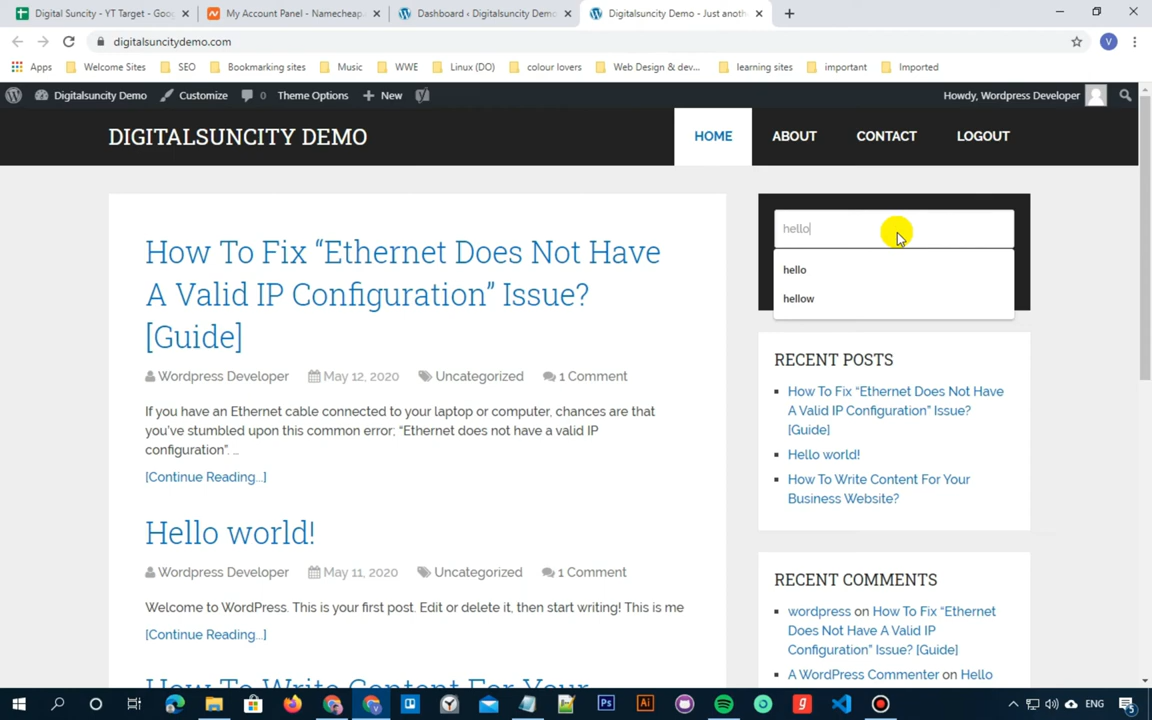 Digital Suncity - YT Target - Goo
My Account Panel - Namecheap.
Dashboard ‹ Digitalsuncity Demo
Digitalsuncity Demo - Just anoth
digitalsuncitydemo.com
V
Apps
Welcome Sites
SEO
Bookmarking sites
Music
WWE
Linux (DO)
colour lovers
Web Design & dev...
learning sites
important
Imported
Digitalsuncity Demo
Customize
0
Theme Options
New
Howdy, Wordpress Developer
DIGITALSUNCITY DEMO
HOME
ABOUT
CONTACT
LOGOUT
How To Fix “Ethernet Does Not Have
A Valid IP Configuration” Issue?
[Guide]
Wordpress Developer
May 12, 2020
Uncategorized
1 Comment
If you have an Ethernet cable connected to your laptop or computer, chances are that
you’ve stumbled upon this common error; “Ethernet does not have a valid IP
configuration”. ...
[Continue Reading...]
Hello world!
Wordpress Developer
May 11, 2020
Uncategorized
1 Comment
Welcome to WordPress. This is your first post. Edit or delete it, then start writing! This is me
[Continue Reading...]
How To Write Content For Your
hello
hello
hellow
RECENT POSTS
How To Fix “Ethernet Does Not Have
A Valid IP Configuration” Issue?
[Guide]
Hello world!
How To Write Content For Your
Business Website?
RECENT COMMENTS
wordpress on How To Fix “Ethernet
Does Not Have A Valid IP
Configuration” Issue? [Guide]
A WordPress Commenter on Hello
Ps
Ai
g
ENG
5